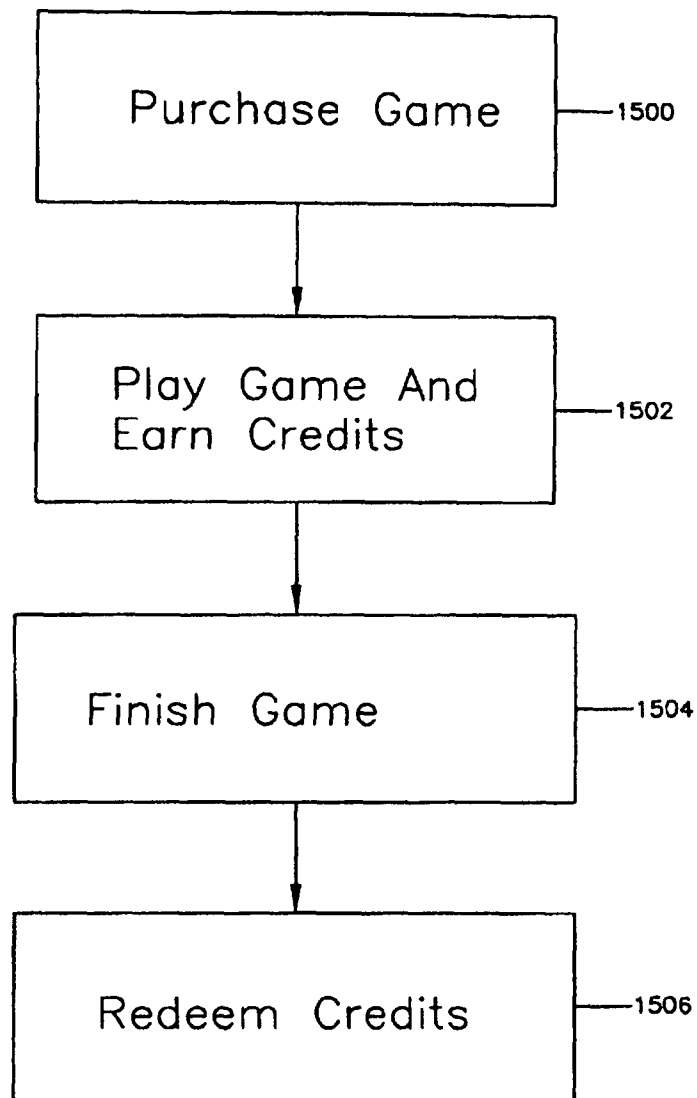 Purchase Game
1500
Play Game And
Earn Credits
1502
Finish Game
1504
Redeem Credits
1506